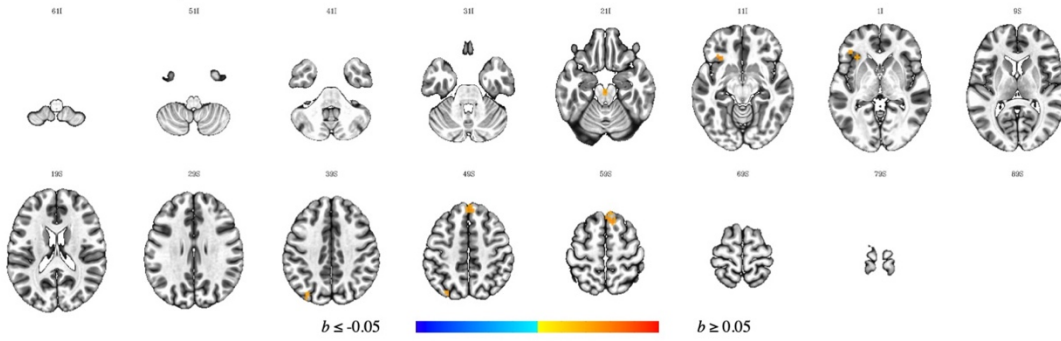 61I 51I 41I 31I 21I 11I 1I 9S
19S 29S 39S 49S 59S 69S 79S 89S
b ≤ -0.05 b ≥ 0.05